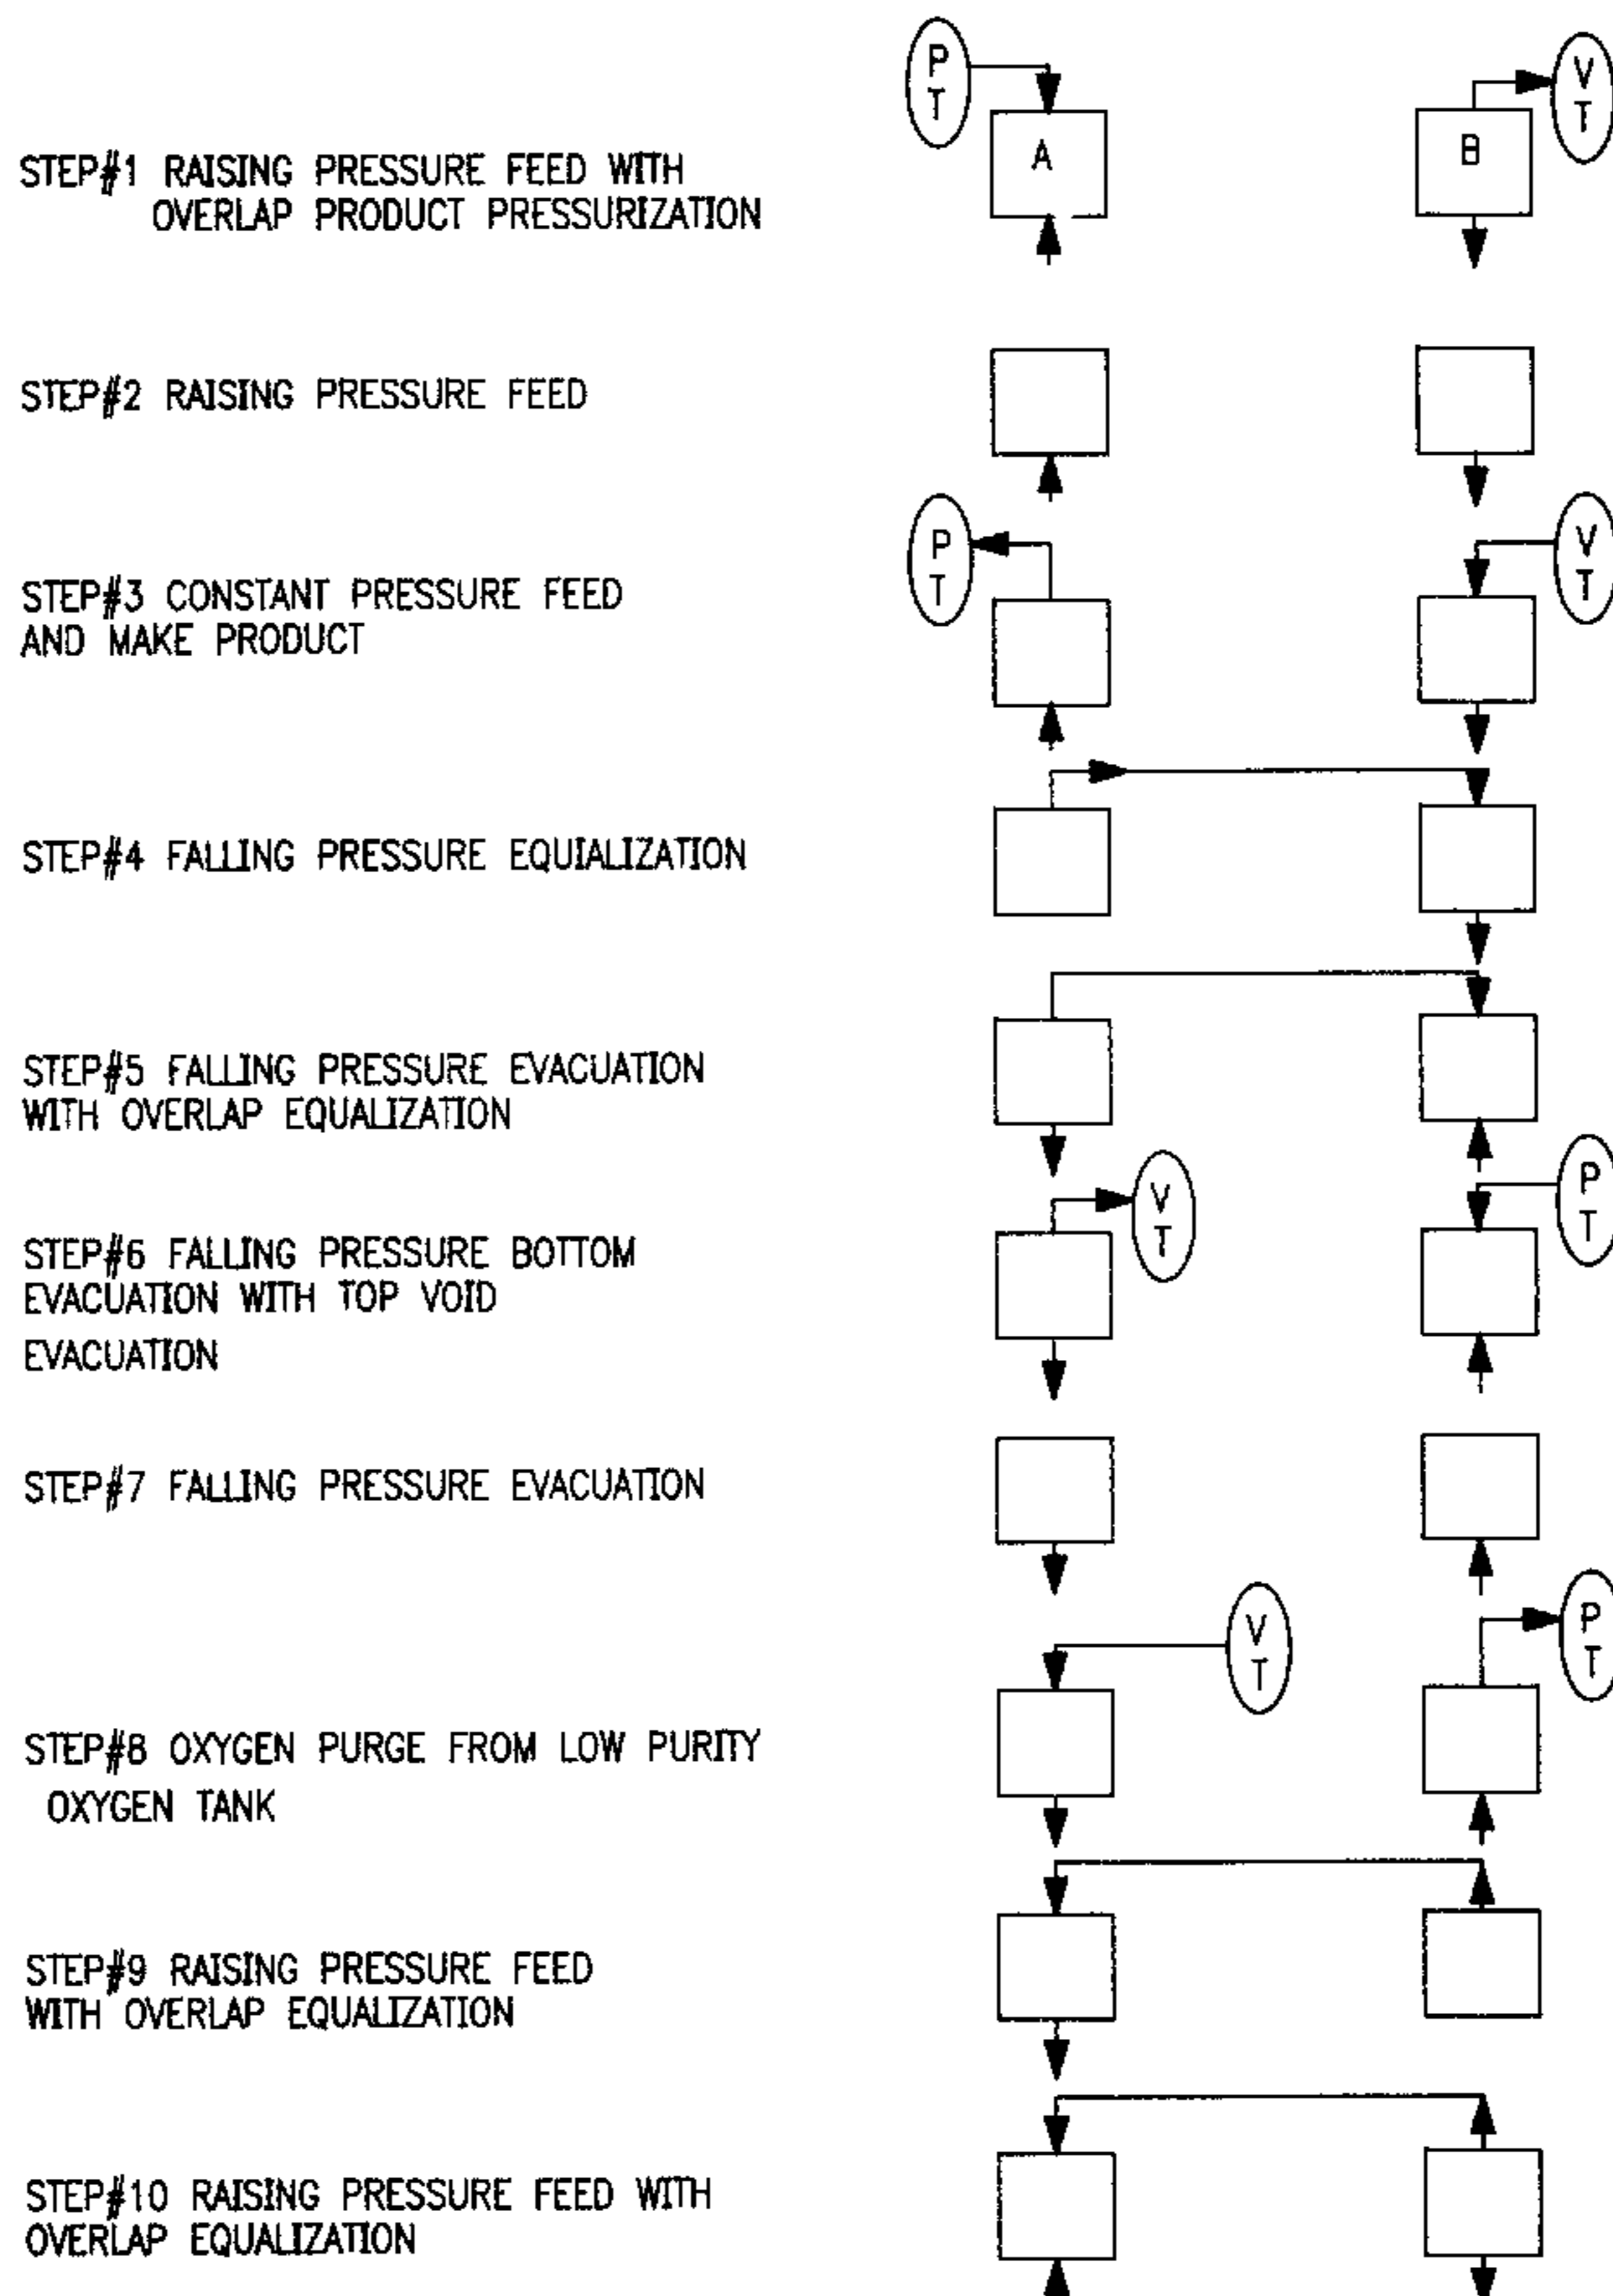 P
T
A
B
V
T
STEP#1 RAISING PRESSURE FEED WITH
OVERLAP PRODUCT PRESSURIZATION
STEP#2 RAISING PRESSURE FEED
P
T
V
T
STEP#3 CONSTANT PRESSURE FEED
AND MAKE PRODUCT
STEP#4 FALLING PRESSURE EQUIALIZATION
STEP#5 FALLING PRESSURE EVACUATION
WITH OVERLAP EQUALIZATION
V
T
P
T
STEP#6 FALLING PRESSURE BOTTOM
EVACUATION WITH TOP VOID
EVACUATION
STEP#7 FALLING PRESSURE EVACUATION
V
T
P
T
STEP#8 OXYGEN PURGE FROM LOW PURITY
OXYGEN TANK
STEP#9 RAISING PRESSURE FEED
WITH OVERLAP EQUALIZATION
STEP#10 RAISING PRESSURE FEED WITH
OVERLAP EQUALIZATION